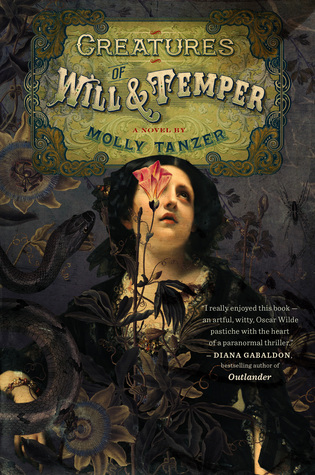 CREATURES
OF
WILL & TEMPER
A NOVEL BY
MOLLY TANZER
"I really enjoyed this book —
an artful, witty, Oscar Wilde
pastiche with the heart
of a paranormal thriller."
— DIANA GABALDON,
bestselling author of
Outlander